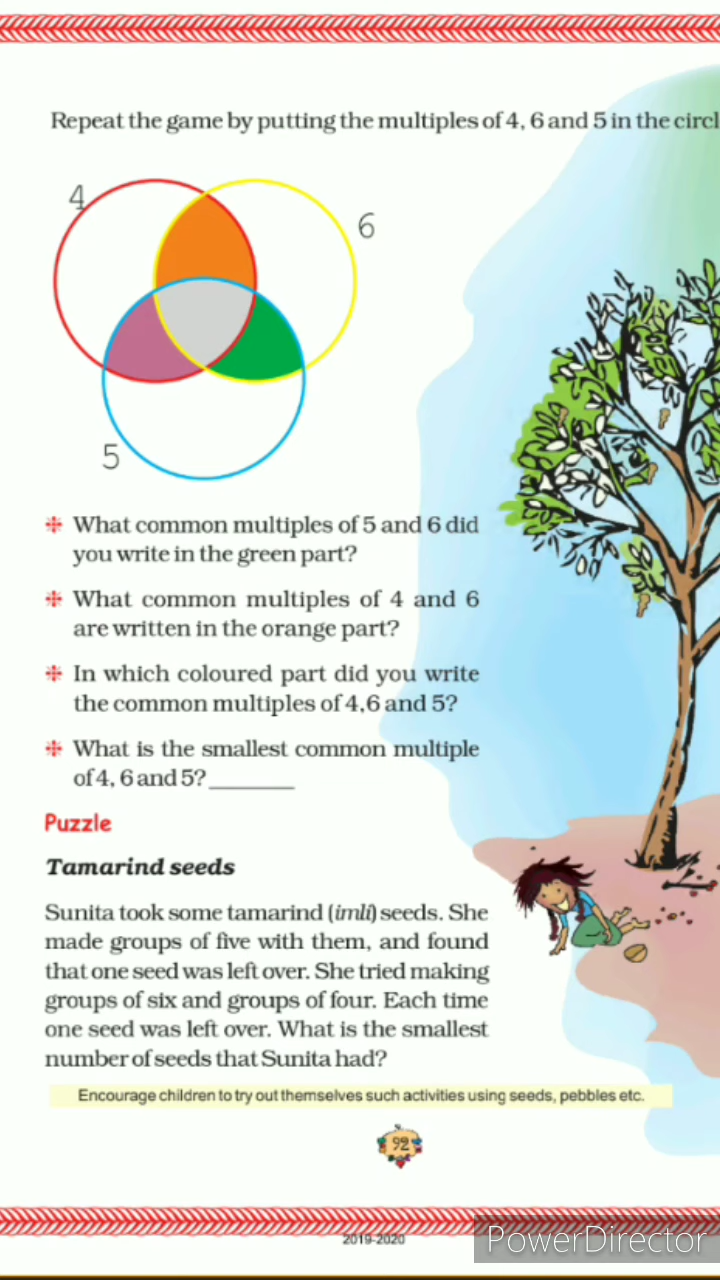 Repeat the game by putting the multiples of 4, 6 and 5 in the circl
4
6
5
What common multiples of 5 and 6 did
you write in the green part?
What common multiples of 4 and 6
are written in the orange part?
In which coloured part did you write
the common multiples of 4,6 and 5?
What is the smallest common multiple
of 4, 6 and 5?________
Puzzle
Tamarind seeds
Sunita took some tamarind (imli) seeds. She
made groups of five with them, and found
that one seed was left over. She tried making
groups of six and groups of four. Each time
one seed was left over. What is the smallest
number of seeds that Sunita had?
Encourage children to try out themselves such activities using seeds, pebbles etc.
92
2019-2020
PowerDirector